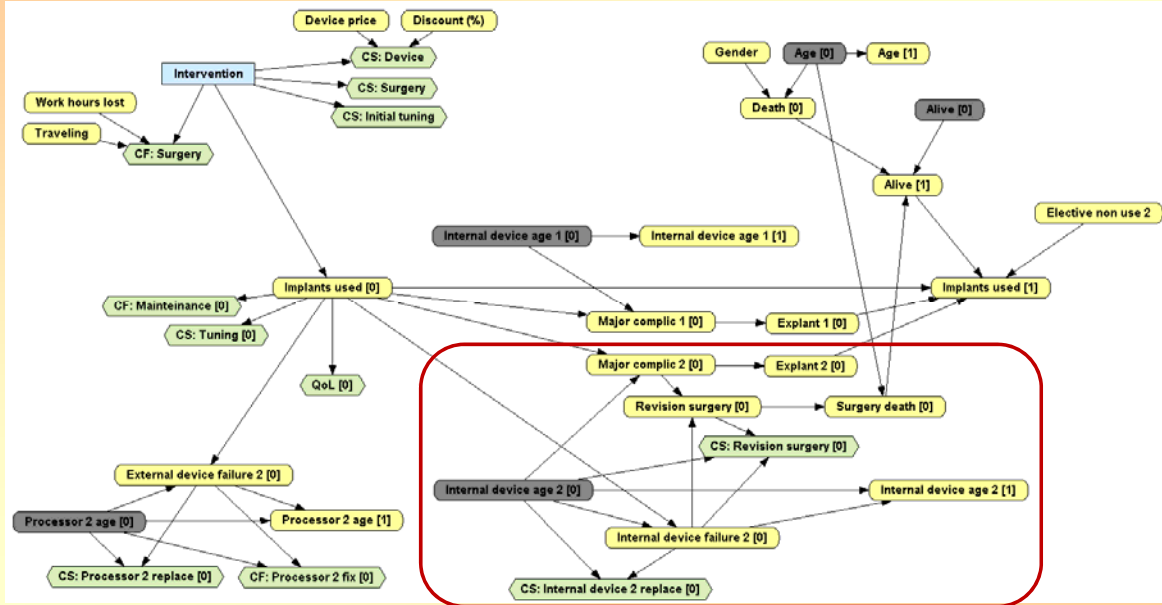 Device price
Discount (%)
CS: Device
Gender
Age [0]
Age [1]
Intervention
CS: Surgery
Work hours lost
CS: Initial tuning
Death [0]
Alive [0]
Traveling
CF: Surgery
Alive [1]
Elective non use 2
Internal device age 1 [0]
Internal device age 1 [1]
Implants used [0]
Implants used [1]
CF: Mainteinance [0]
Major complic 1 [0]
Explant 1 [0]
CS: Tuning [0]
Major complic 2 [0]
Explant 2 [0]
QoL [0]
Revision surgery [0]
Surgery death [0]
CS: Revision surgery [0]
External device failure 2 [0]
Internal device age 2 [0]
Internal device age 2 [1]
Processor 2 age [0]
Processor 2 age [1]
Internal device failure 2 [0]
CS: Processor 2 replace [0]
CF: Processor 2 fix [0]
CS: Internal device 2 replace [0]